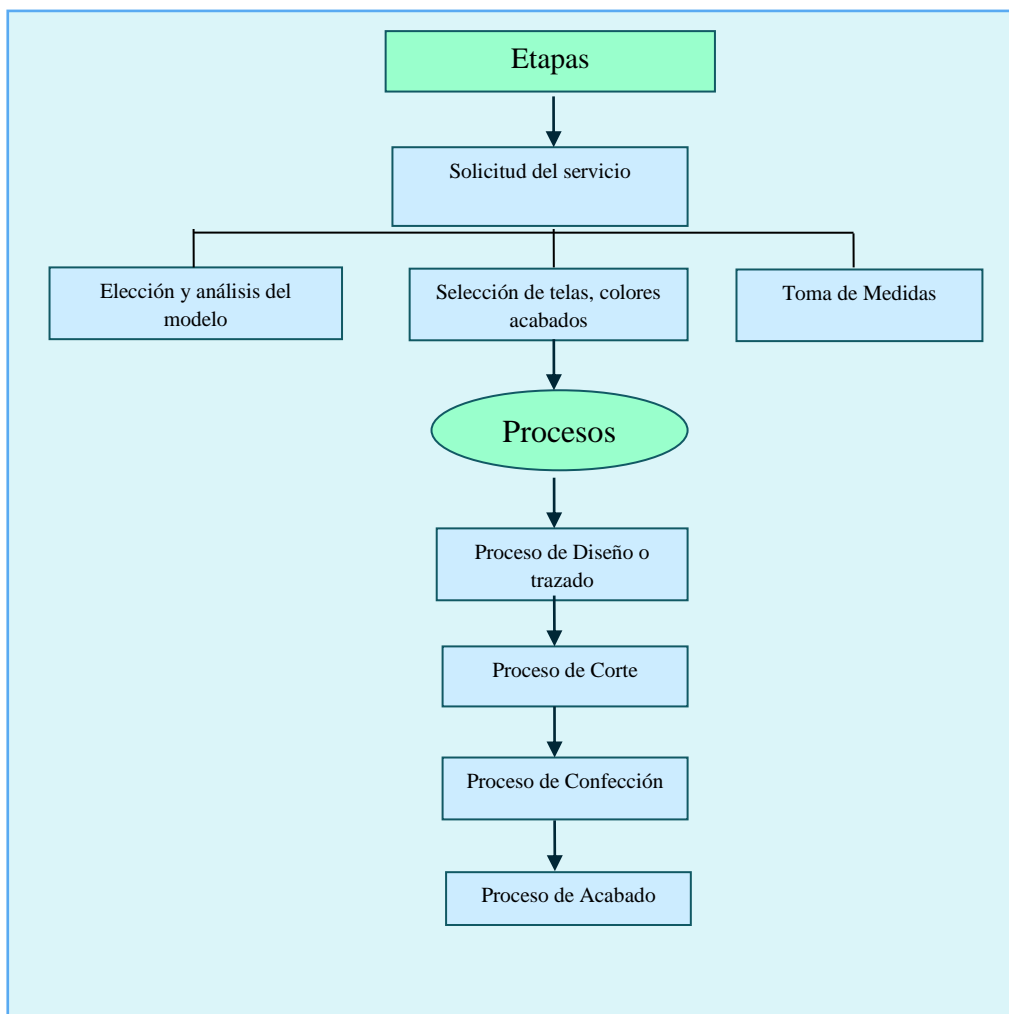 Etapas
Solicitud del servicio
Elección y análisis del
modelo
Selección de telas, colores
acabados
Toma de Medidas
Procesos
Proceso de Diseño o
trazado
Proceso de Corte
Proceso de Confección
Proceso de Acabado